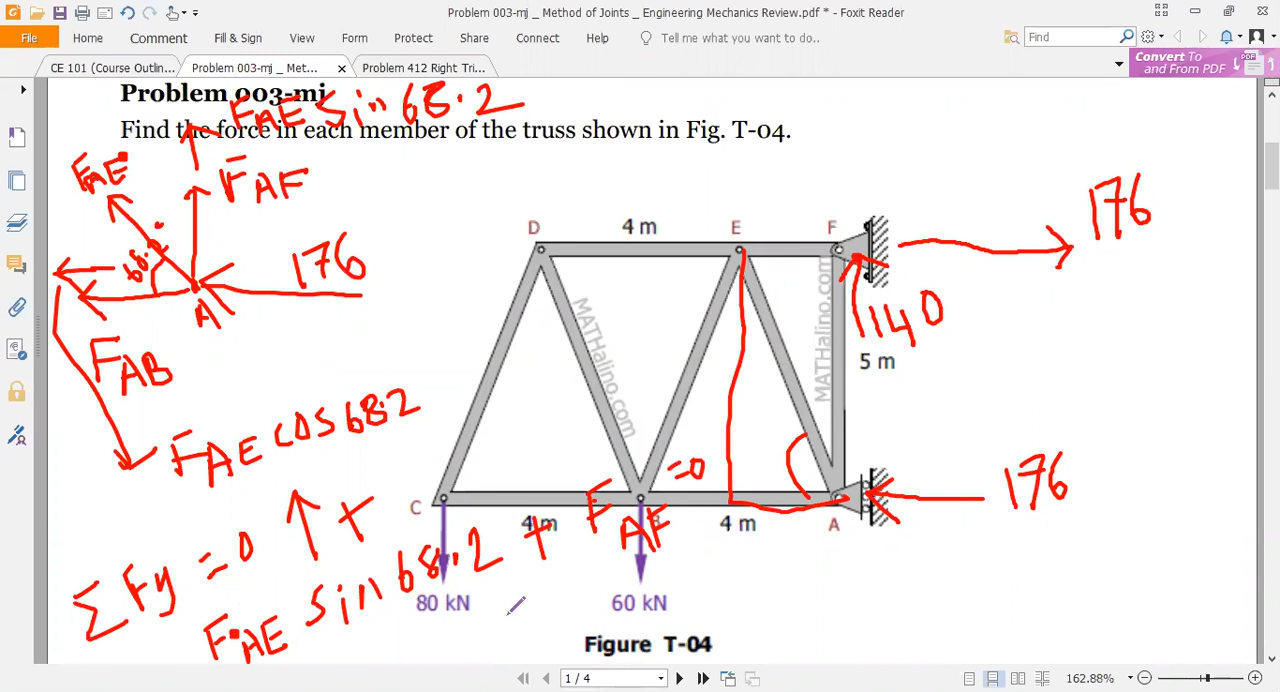 Problem 003-mj _ Method of Joints _ Engineering Mechanics Review.pdf * - Foxit Reader
File Home Comment Fill & Sign View Form Protect Share Connect Help Tell me what you want to do.. Find
CE 101 (Course Outlin... Problem 003-mj _ Met... × Problem 412 Right Tri... Convert To
PDF and From PDF
Problem 003-mj
FAE Sin 68.2
Find the force in each member of the truss shown in Fig. T-04.
FAE
FAF
176
D 4 m E F
68.2
176
A
140
MATHalino.com
MATHalino.com
FAB
5 m
FAE cos 68.2
=0
176
C 4 m B 4 m A
ΣFy = 0 ↑ +
FAE Sin 68.2 + FAF
80 kN 60 kN
Figure T-04
1 / 4 162.88%